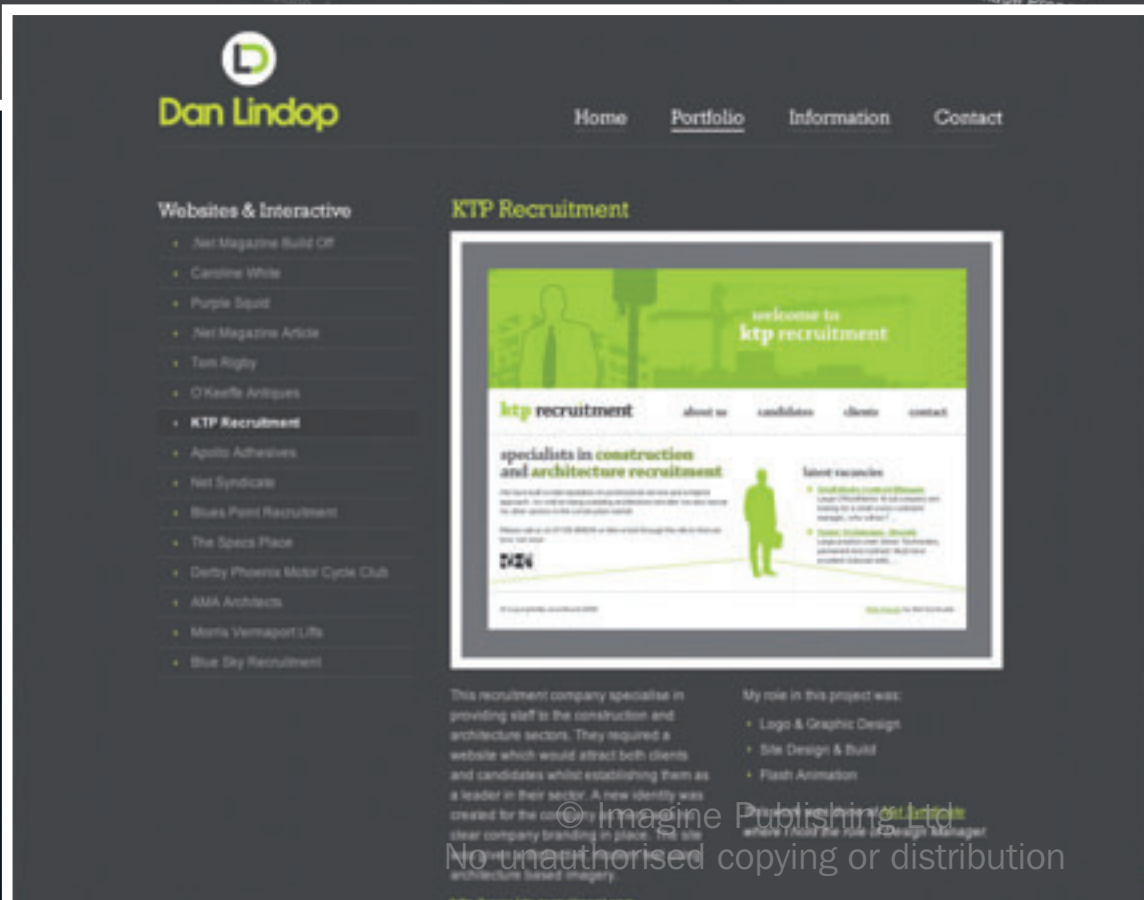 Dan Lindop
Home Portfolio Information Contact
Websites & Interactive
.Net Magazine Build Off
Caroline White
Purple Squid
.Net Magazine Article
Tom Rigby
O'Keeffe Antiques
KTP Recruitment
Apollo Adhesives
Net Syndicate
Blues Point Recruitment
The Specs Place
Derby Phoenix Motor Cycle Club
AMA Architects
Morris Vermaport Lifts
Blue Sky Recruitment
KTP Recruitment
welcome to
ktp recruitment
ktp recruitment about us candidates clients contact
specialists in construction
and architecture recruitment
latest vacancies
This recruitment company specialise in
providing staff to the construction and
architecture sectors. They required a
website which would attract both clients
and candidates whilst establishing them as
a leader in their sector. A new identity was
created for the
clear company branding in place. The site
architecture based imagery.
My role in this project was:
Logo & Graphic Design
Site Design & Build
Flash Animation
Net Syndicate
where I hold the role of Design Manager.
© Imagine Publishing Ltd
No unauthorised copying or distribution